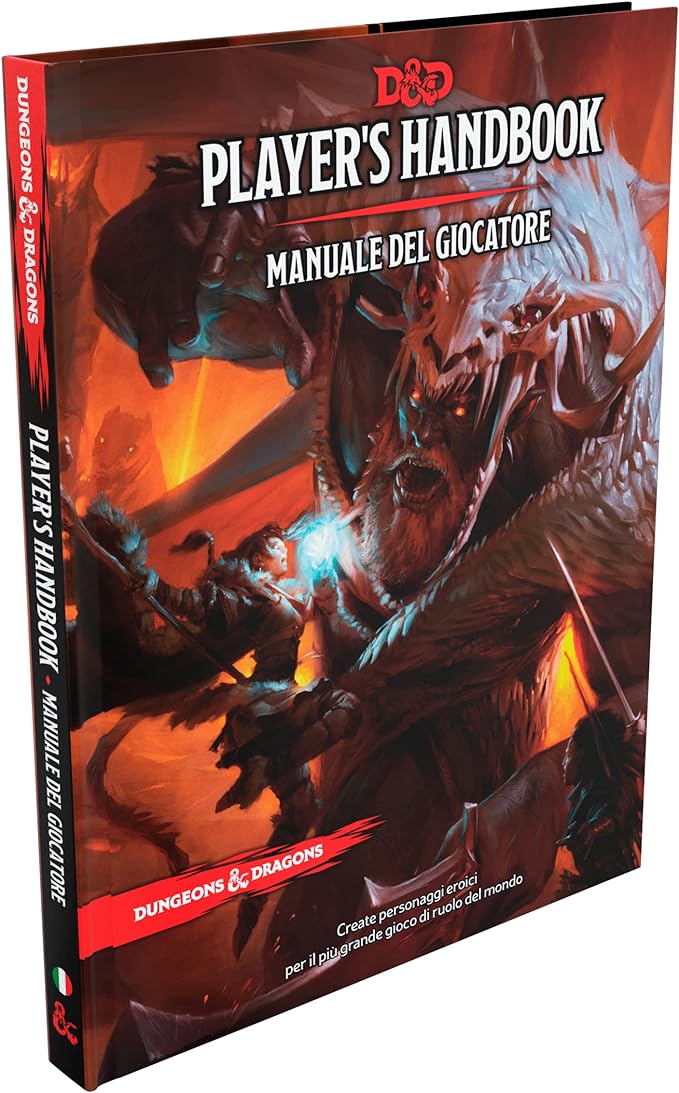 D&D
PLAYER'S HANDBOOK
MANUALE DEL GIOCATORE
DUNGEONS & DRAGONS
Create personaggi eroici
per il più grande gioco di ruolo del mondo
DUNGEONS & DRAGONS
PLAYER'S HANDBOOK ♦ MANUALE DEL GIOCATORE